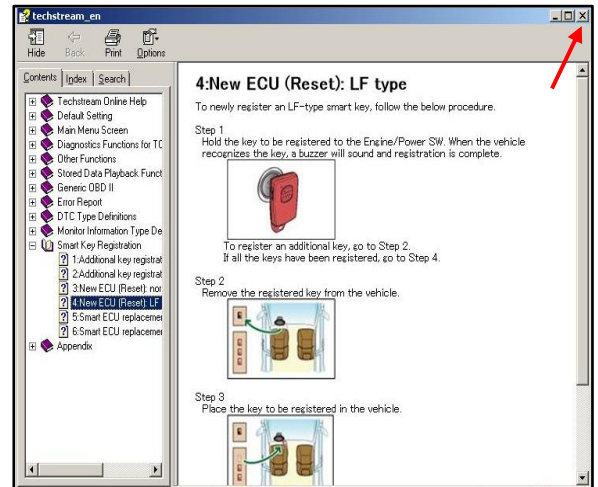 techstream_en
Hide Back Print Options
Contents Index Search
Techstream Online Help
Default Setting
Main Menu Screen
Diagnostics Functions for TO
Other Functions
Stored Data Playback Funct
Generic OBD II
Error Report
DTC Type Definitions
Monitor Information Type De
Smart Key Registration
1:Additional key registrat
2:Additional key registrat
3:New ECU (Reset): nor
4:New ECU (Reset): LF
5:Smart ECU replacemer
6:Smart ECU replacemer
Appendix
4:New ECU (Reset): LF type
To newly register an LF-type smart key, follow the below procedure.
Step 1
Hold the key to be registered to the Engine/Power SW. When the vehicle
recognizes the key, a buzzer will sound and registration is complete.
To register an additional key, go to Step 2.
If all the keys have been registered, go to Step 4.
Step 2
Remove the registered key from the vehicle.
Step 3
Place the key to be registered in the vehicle.